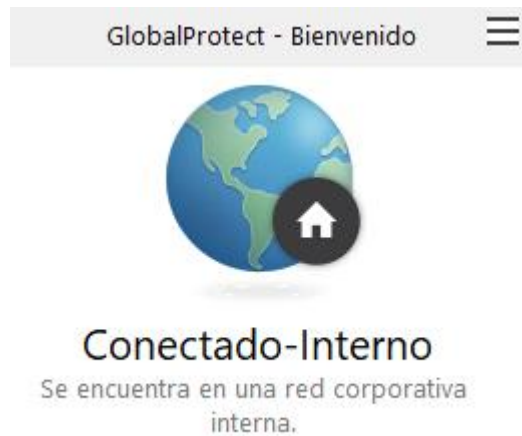 GlobalProtect - Bienvenido
Conectado-Interno
Se encuentra en una red corporativa
interna.